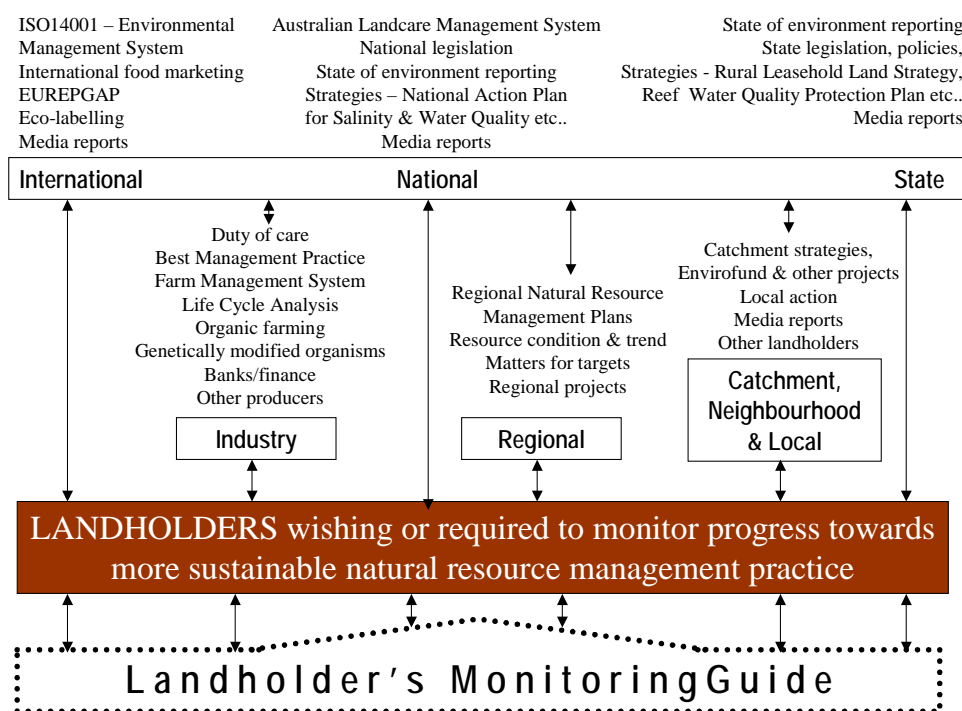 ISO14001 – Environmental
Management System
International food marketing
EUREPGAP
Eco-labelling
Media reports
Australian Landcare Management System
National legislation
State of environment reporting
Strategies – National Action Plan
for Salinity & Water Quality etc..
Media reports
State of environment reporting
State legislation, policies,
Strategies - Rural Leasehold Land Strategy,
Reef Water Quality Protection Plan etc..
Media reports
International
National
State
Duty of care
Best Management Practice
Farm Management System
Life Cycle Analysis
Organic farming
Genetically modified organisms
Banks/finance
Other producers
Industry
Regional Natural Resource
Management Plans
Resource condition & trend
Matters for targets
Regional projects
Regional
Catchment strategies,
Envirofund & other projects
Local action
Media reports
Other landholders
Catchment,
Neighbourhood
& Local
LANDHOLDERS wishing or required to monitor progress towards
more sustainable natural resource management practice
Landholder's MonitoringGuide